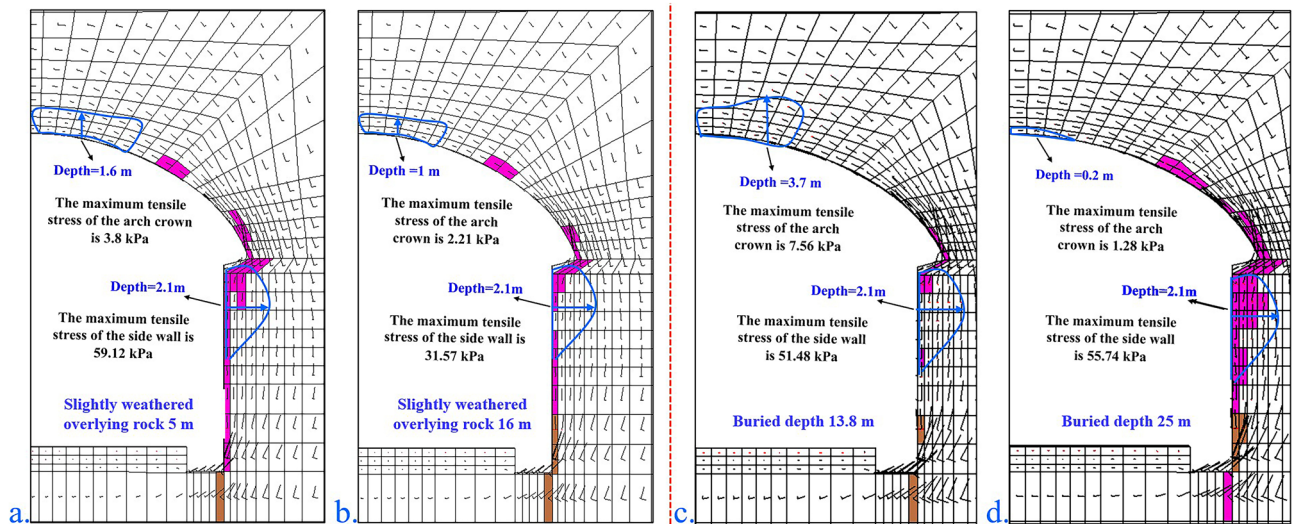 Depth=1.6 m
The maximum tensile
stress of the arch crown
is 3.8 kPa
Depth=2.1m
The maximum tensile
stress of the side wall is
59.12 kPa
Slightly weathered
overlying rock 5 m
a.
Depth =1 m
The maximum tensile
stress of the arch
crown is 2.21 kPa
Depth=2.1m
The maximum tensile
stress of the side wall is
31.57 kPa
Slightly weathered
overlying rock 16 m
b.
Depth =3.7 m
The maximum tensile
stress of the arch
crown is 7.56 kPa
Depth=2.1m
The maximum tensile
stress of the side wall
is 51.48 kPa
Buried depth 13.8 m
c.
Depth =0.2 m
The maximum tensile
stress of the arch
crown is 1.28 kPa
Depth=2.1m
The maximum tensile
stress of the side wall
is 55.74 kPa
Buried depth 25 m
d.